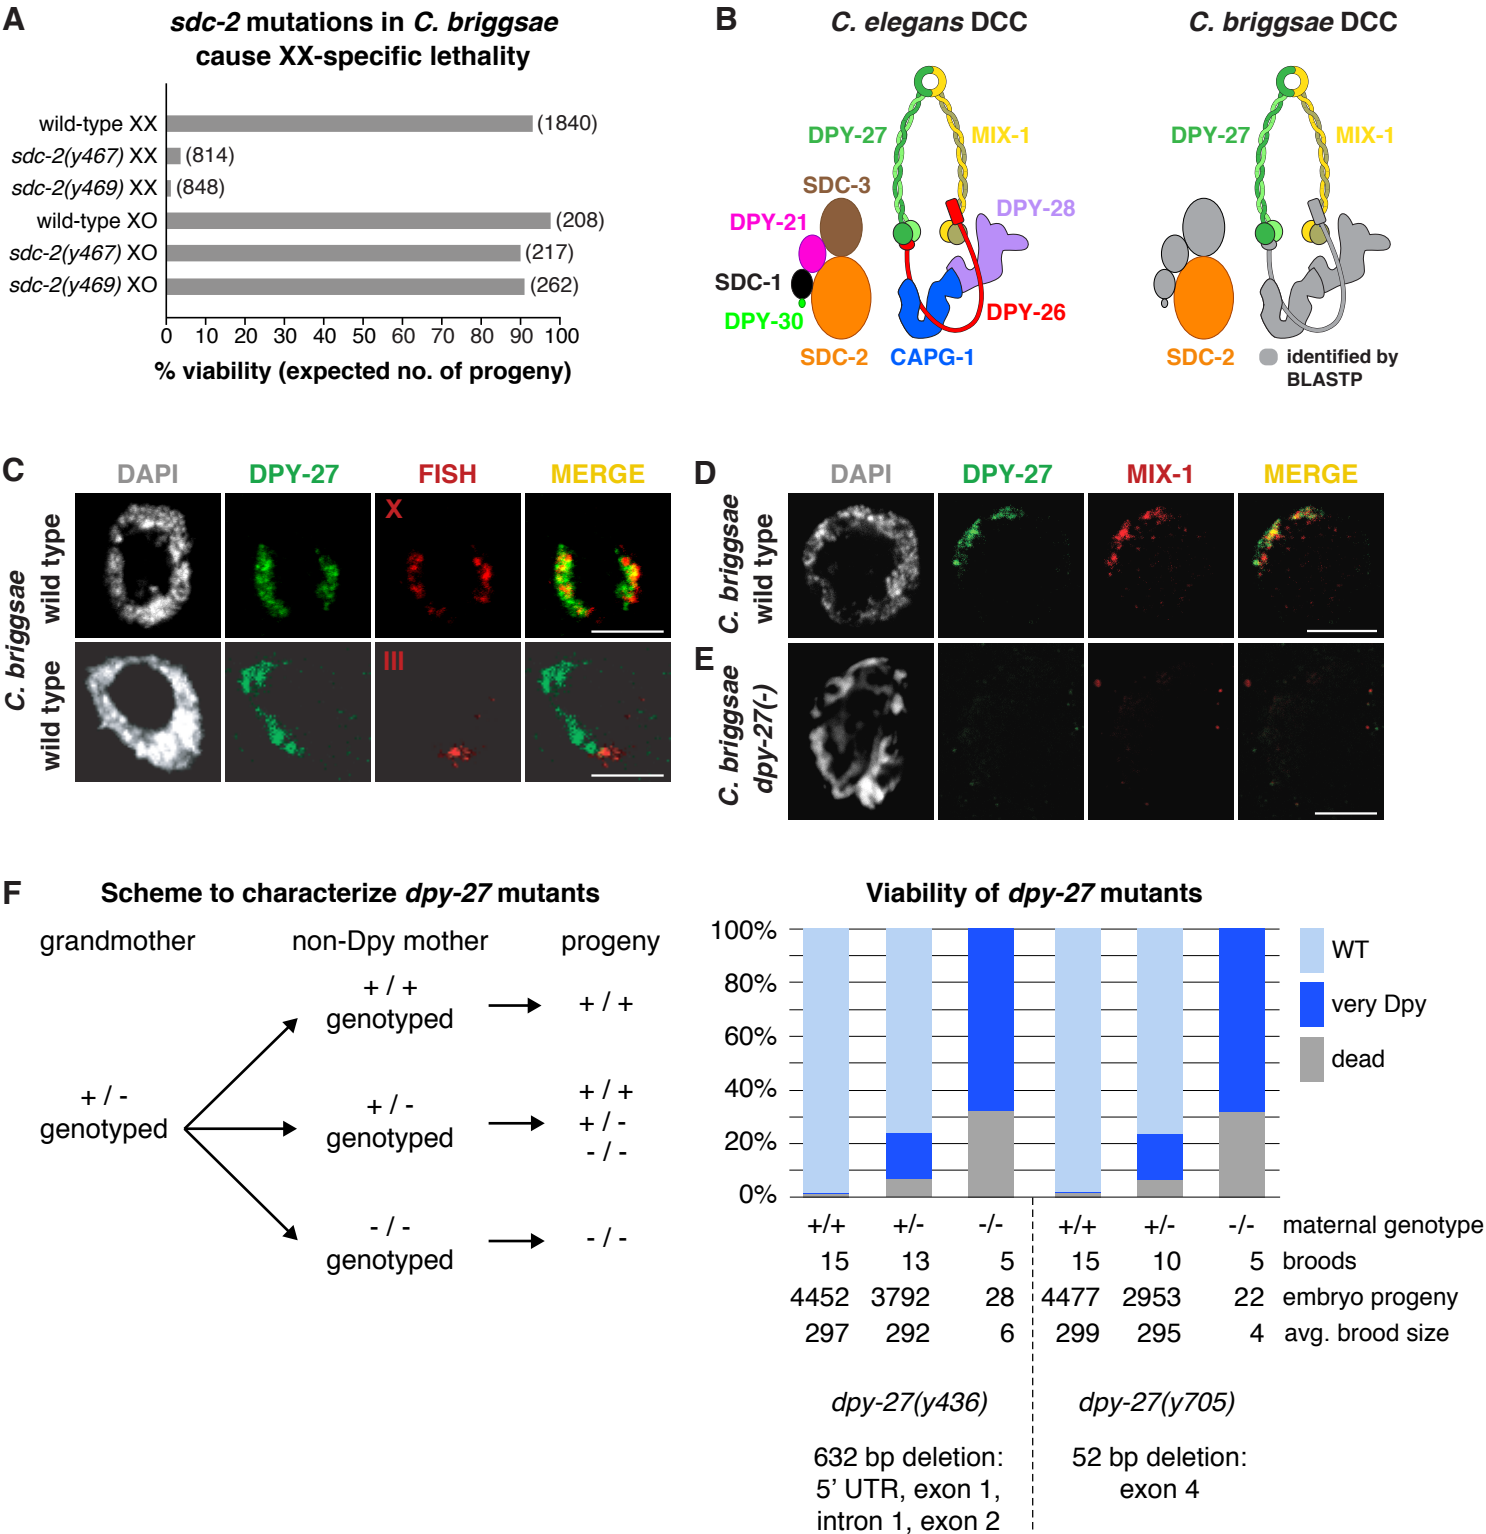 A
sdc-2 mutations in C. briggsae
cause XX-specific lethality
wild-type XX (1840)
sdc-2(y467) XX (814)
sdc-2(y469) XX (848)
wild-type XO (208)
sdc-2(y467) XO (217)
sdc-2(y469) XO (262)
0 10 20 30 40 50 60 70 80 90 100
% viability (expected no. of progeny)
B
C. elegans DCC
DPY-27 MIX-1
SDC-3
DPY-28
DPY-21
SDC-1
DPY-26
DPY-30
SDC-2 CAPG-1
C. briggsae DCC
DPY-27 MIX-1
SDC-2
identified by
BLASTP
C
DAPI DPY-27 FISH MERGE
C. briggsae
wild type
X
wild type
III
D
DAPI DPY-27 MIX-1 MERGE
C. briggsae
wild type
E
C. briggsae
dpy-27(-)
F
Scheme to characterize dpy-27 mutants
grandmother non-Dpy mother progeny
+ / +
genotyped
+ / +
+ / -
genotyped
+ / -
genotyped
+ / +
+ / -
- / -
- / -
genotyped
- / -
Viability of dpy-27 mutants
100%
80%
60%
40%
20%
0%
WT
very Dpy
dead
+/+ +/- -/- +/+ +/- -/- maternal genotype
15 13 5 15 10 5 broods
4452 3792 28 4477 2953 22 embryo progeny
297 292 6 299 295 4 avg. brood size
dpy-27(y436)
632 bp deletion:
5’ UTR, exon 1,
intron 1, exon 2
dpy-27(y705)
52 bp deletion:
exon 4